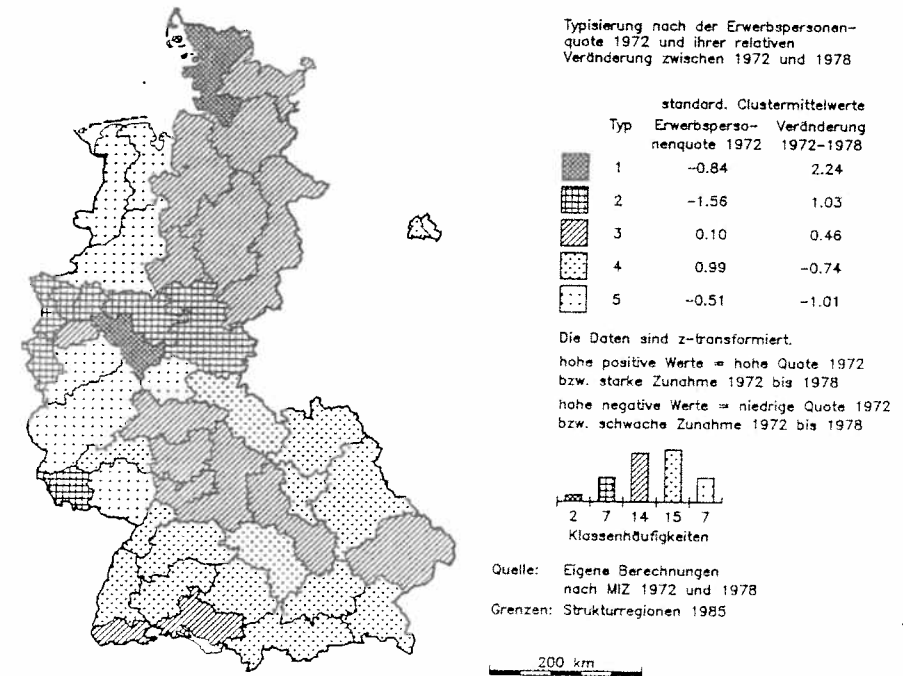 Typisierung nach der Erwerbspersonen-
quote 1972 und ihrer relativen
Veränderung zwischen 1972 und 1978
standard. Clustermittelwerte
Typ Erwerbsperso- Veränderung
nenquote 1972 1972-1978
1 -0.84 2.24
2 -1.56 1.03
3 0.10 0.46
4 0.99 -0.74
5 -0.51 -1.01
Die Daten sind z-transformiert.
hohe positive Werte = hohe Quote 1972
bzw. starke Zunahme 1972 bis 1978
hohe negative Werte = niedrige Quote 1972
bzw. schwache Zunahme 1972 bis 1978
2 7 14 15 7
Klassenhäufigkeiten
Quelle: Eigene Berechnungen
nach MIZ 1972 und 1978
Grenzen: Strukturregionen 1985
200 km